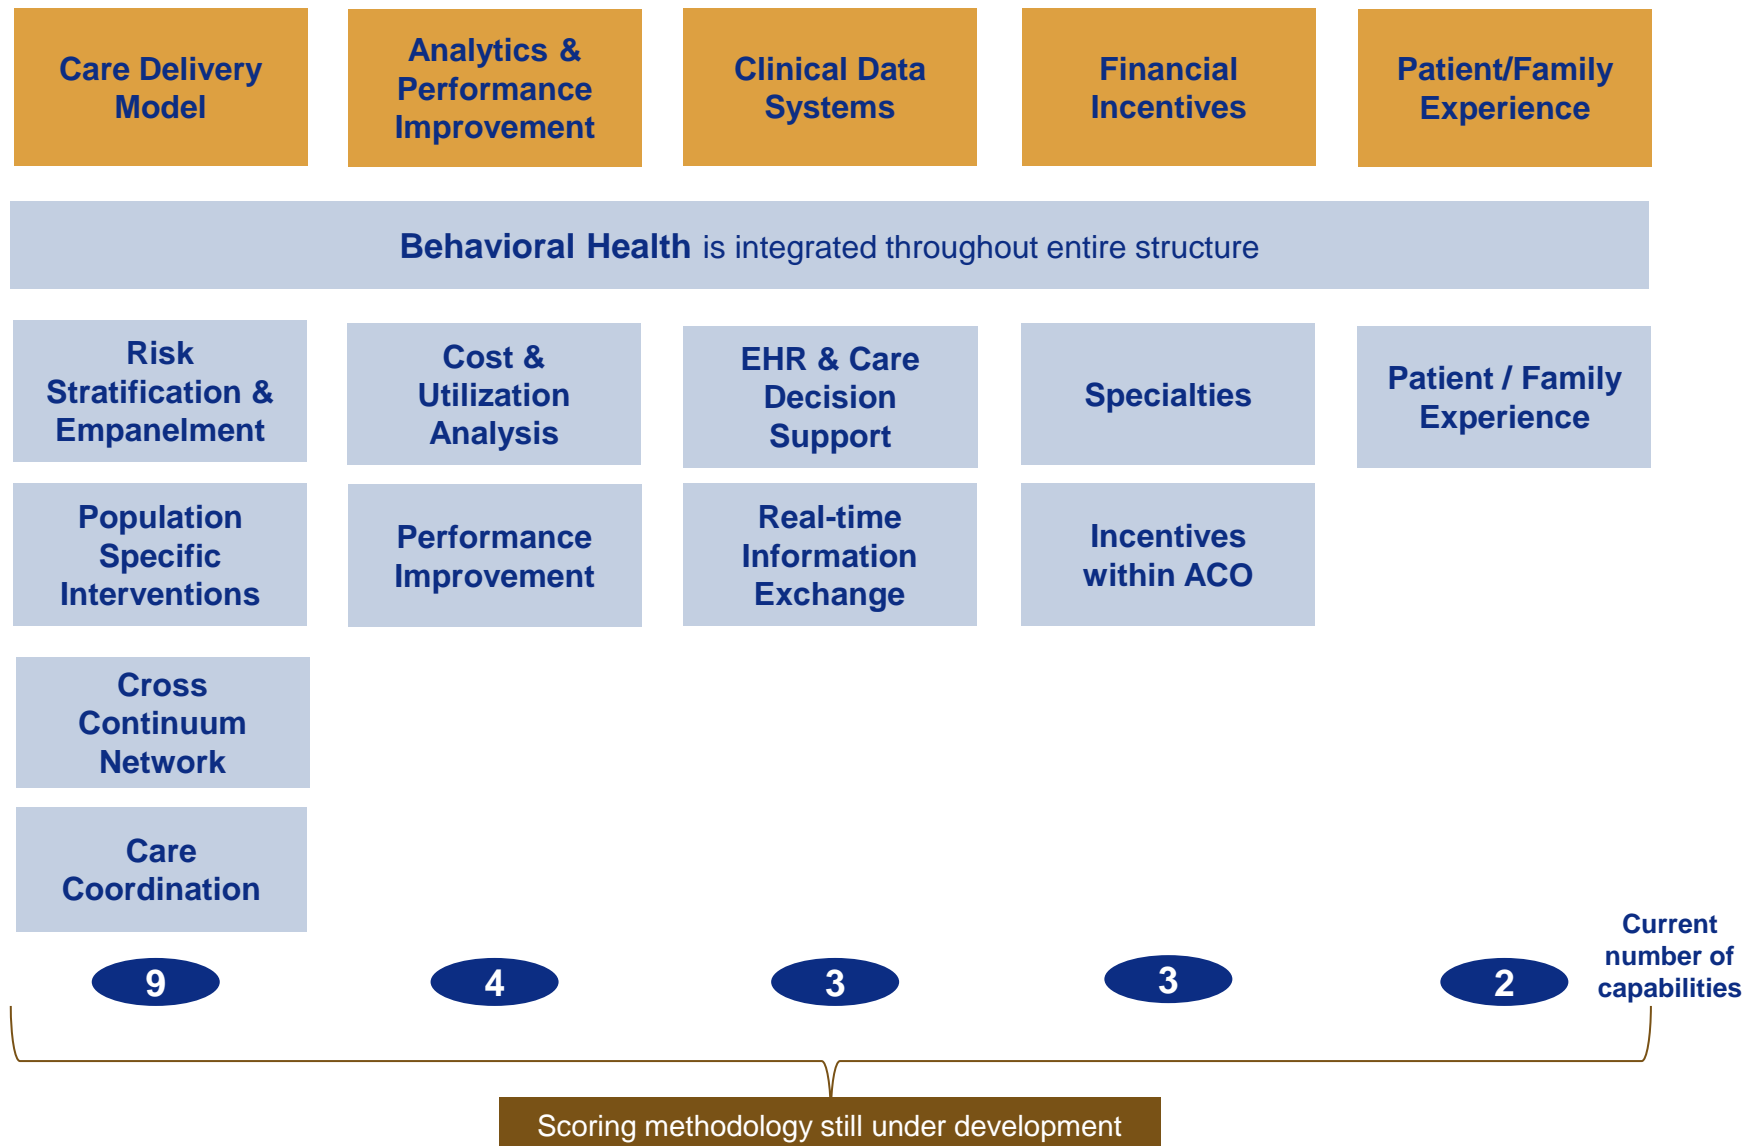 Care Delivery
Model
Analytics &
Performance
Improvement
Clinical Data
Systems
Financial
Incentives
Patient/Family
Experience
Behavioral Health is integrated throughout entire structure
Risk
Stratification &
Empanelment
Cost &
Utilization
Analysis
EHR & Care
Decision
Support
Specialties
Patient / Family
Experience
Population
Specific
Interventions
Performance
Improvement
Real-time
Information
Exchange
Incentives
within ACO
Cross
Continuum
Network
Care
Coordination
9
4
3
3
2
Current
number of
capabilities
Scoring methodology still under development